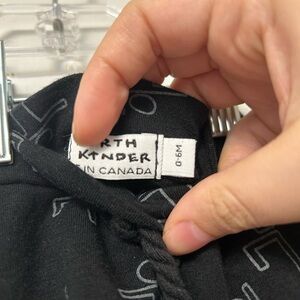 RTH
KINDER
IN CANADA
0-6M